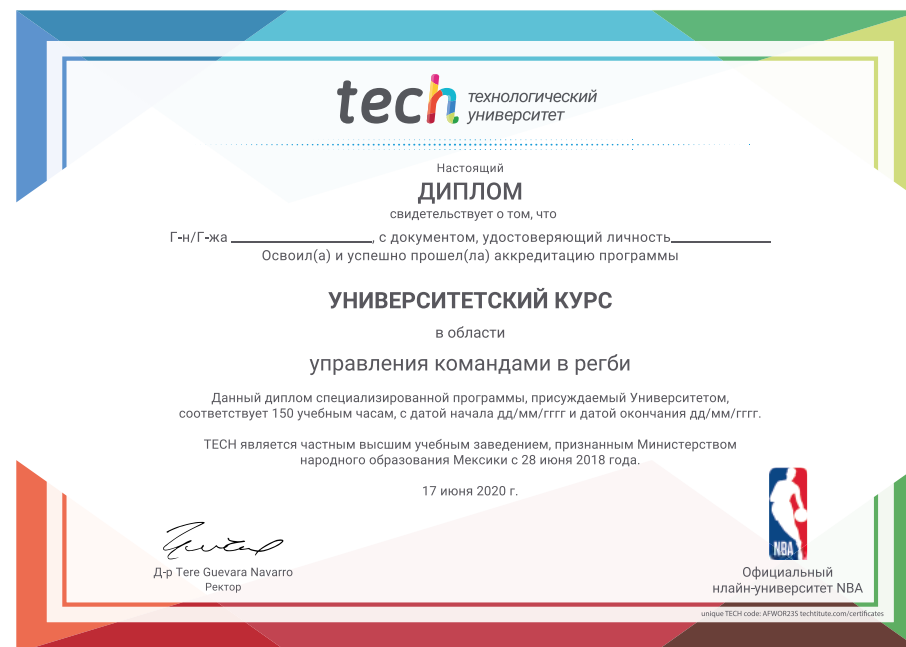 tech технологический
университет
Настоящий
ДИПЛОМ
свидетельствует о том, что
Г-н/Г-жа ____________________, с документом, удостоверяющий личность______________
Освоил(а) и успешно прошел(ла) аккредитацию программы
УНИВЕРСИТЕТСКИЙ КУРС
в области
управления командами в регби
Данный диплом специализированной программы, присуждаемый Университетом,
соответствует 150 учебным часам, с датой начала дд/мм/гггг и датой окончания дд/мм/гггг.
TECH является частным высшим учебным заведением, признанным Министерством
народного образования Мексики с 28 июня 2018 года.
17 июня 2020 г.
Д-р Tere Guevara Navarro
Ректор
NBA
Официальный
нлайн-университет NBA
unique TECH code: AFWOR23S techtitute.com/certificates